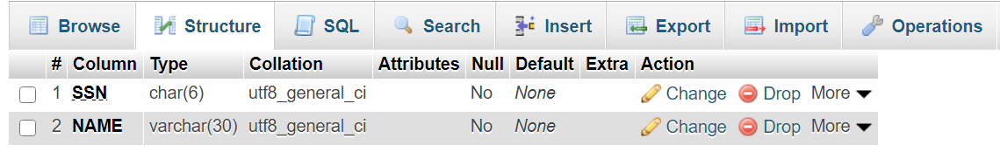 Browse Structure SQL Search Insert Export Import Operations
# Column Type Collation Attributes Null Default Extra Action
1 SSN char(6) utf8_general_ci No None Change Drop More
2 NAME varchar(30) utf8_general_ci No None Change Drop More